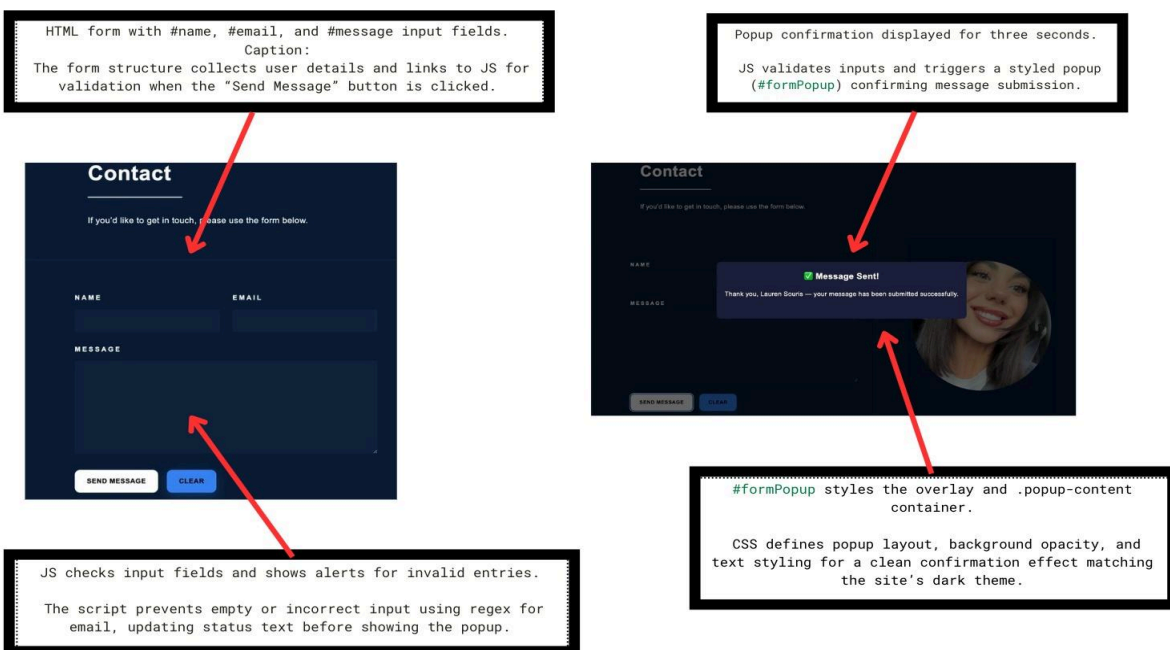 HTML form with #name, #email, and #message input fields.
Caption:
The form structure collects user details and links to JS for
validation when the “Send Message” button is clicked.
Popup confirmation displayed for three seconds.
JS validates inputs and triggers a styled popup
(#formPopup) confirming message submission.
Contact
If you'd like to get in touch, please use the form below.
NAME
EMAIL
MESSAGE
SEND MESSAGE
CLEAR
Contact
If you'd like to get in touch, please use the form below.
NAME
MESSAGE
✅ Message Sent!
Thank you, Lauren Souris — your message has been submitted successfully.
SEND MESSAGE
CLEAR
JS checks input fields and shows alerts for invalid entries.
The script prevents empty or incorrect input using regex for
email, updating status text before showing the popup.
#formPopup styles the overlay and .popup-content
container.
CSS defines popup layout, background opacity, and
text styling for a clean confirmation effect matching
the site’s dark theme.